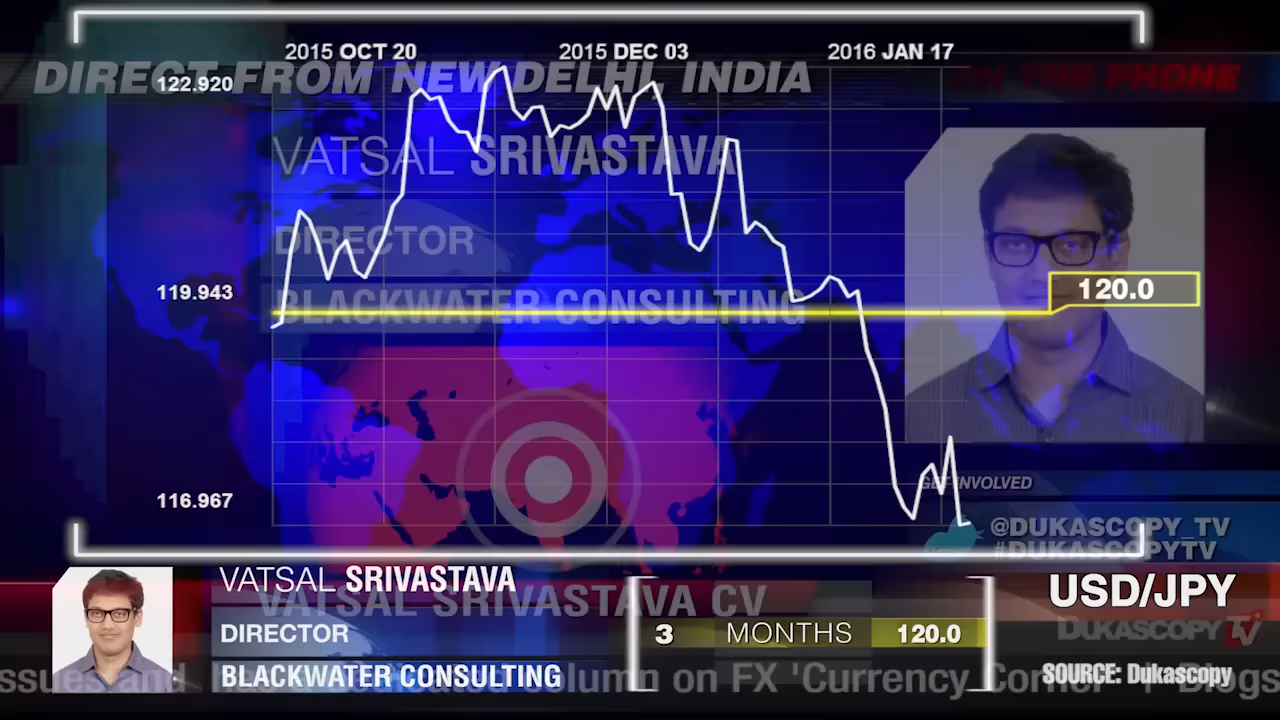 2015 OCT 20
2015 DEC 03
2016 JAN 17
DIRECT FROM NEW DELHI, INDIA
ON THE PHONE
122.920
VATSAL SRIVASTAVA
DIRECTOR
119.943
120.0
BLACKWATER CONSULTING
116.967
GET INVOLVED
@DUKASCOPY_TV
#DUKASCOPYTV
VATSAL SRIVASTAVA
USD/JPY
VATSAL SRIVASTAVA CV
DIRECTOR
3 MONTHS 120.0
DUKASCOPY TV
BLACKWATER CONSULTING
SOURCE: Dukascopy
ssues and column on FX 'Currency Corner' Blogs